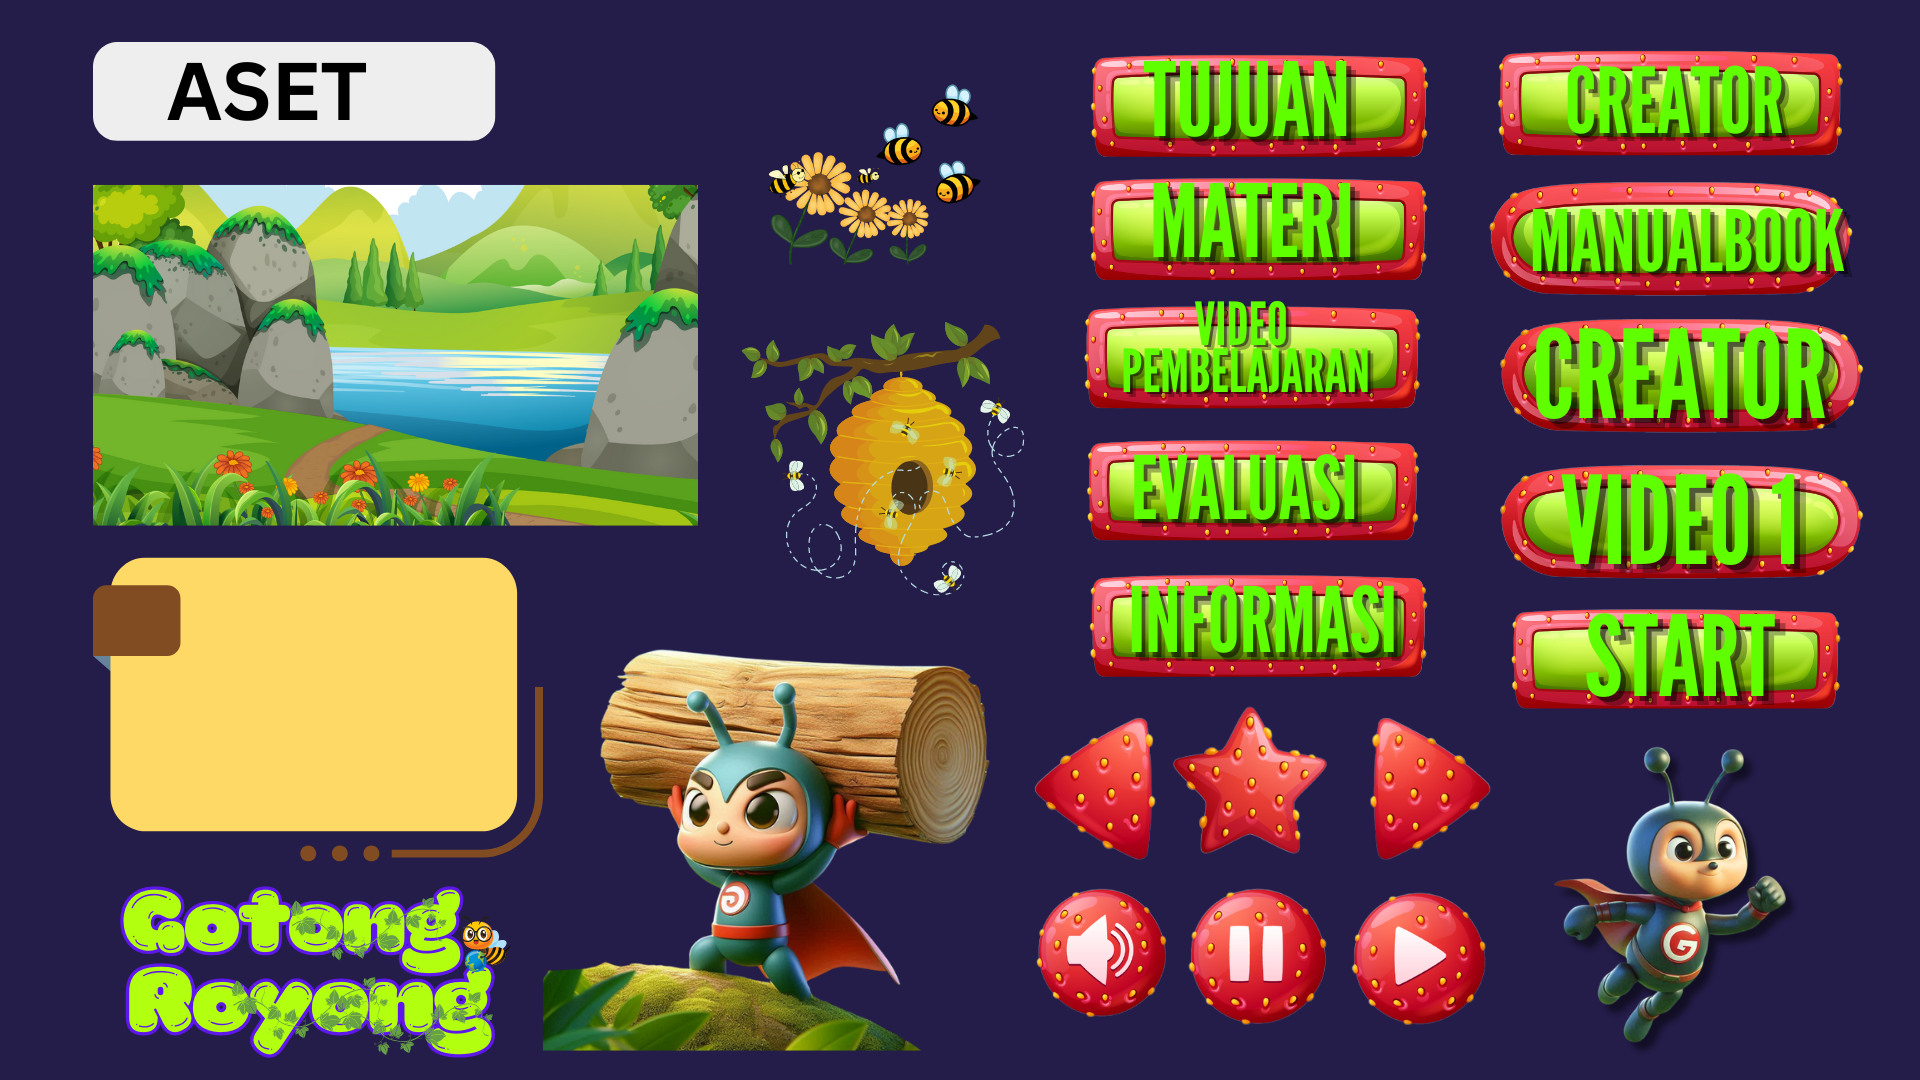 ASET
TUJUAN
MATERI
VIDEO
PEMBELAJARAN
EVALUASI
INFORMASI
CREATOR
MANUALBOOK
CREATOR
VIDEO 1
START
Gotong
Royong
G